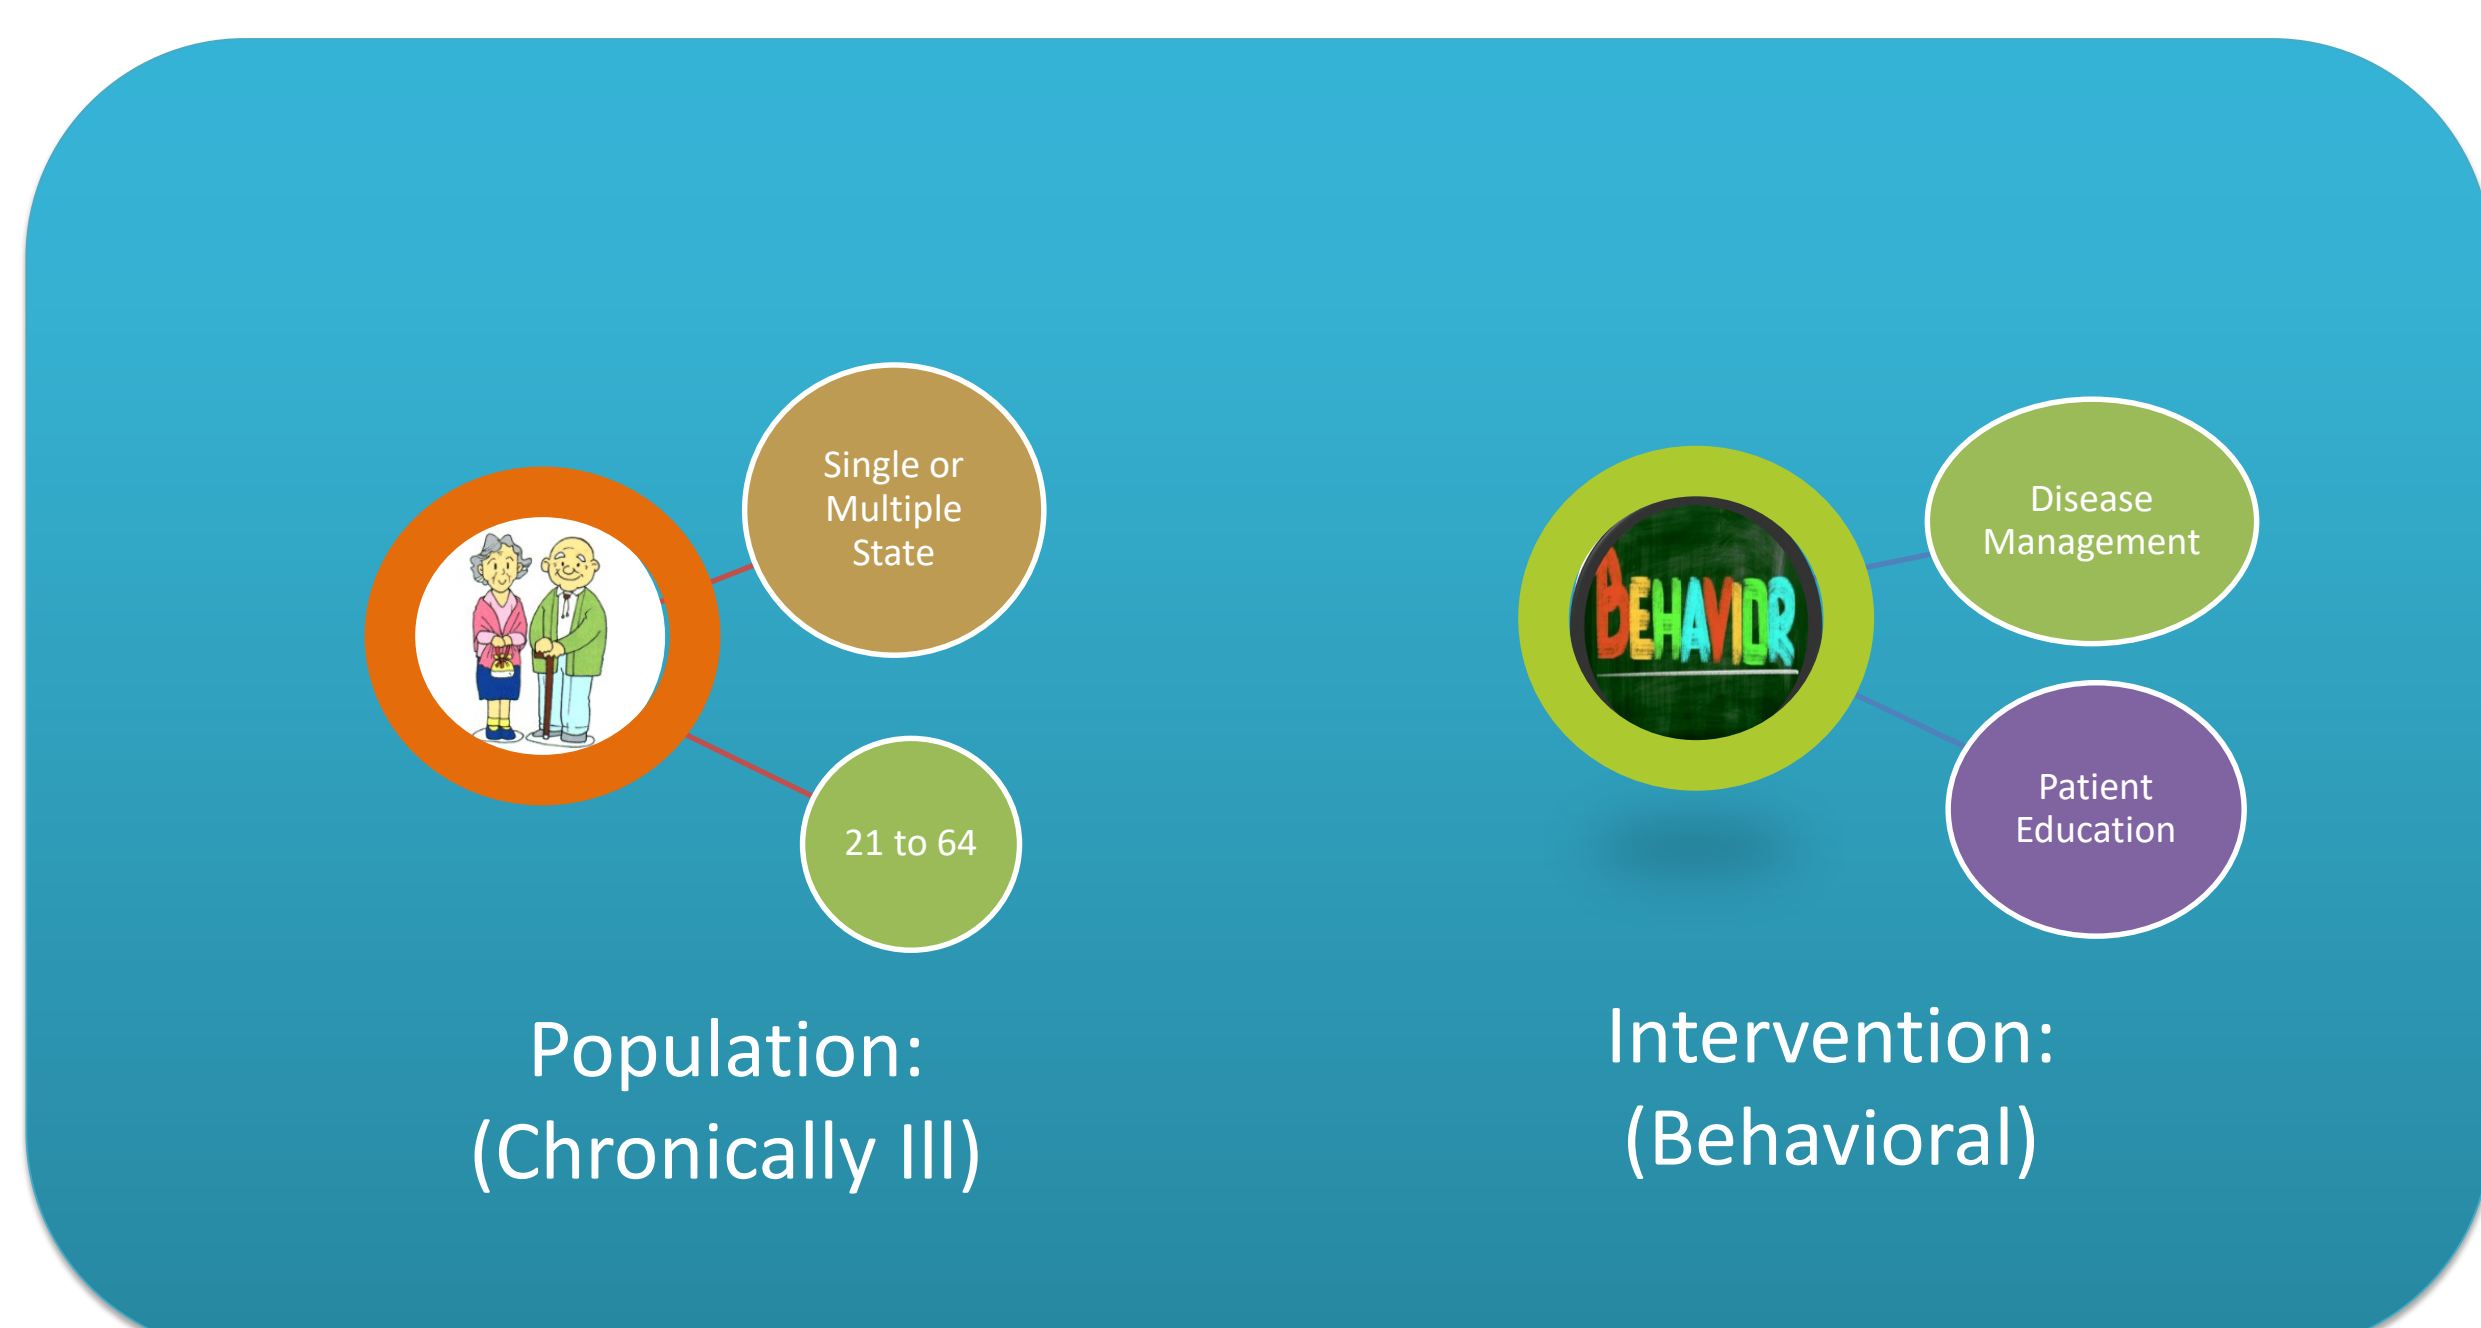 Single or
Multiple
State
21 to 64
Population:
(Chronically Ill)
BEHAVIOR
Disease
Management
Patient
Education
Intervention:
(Behavioral)